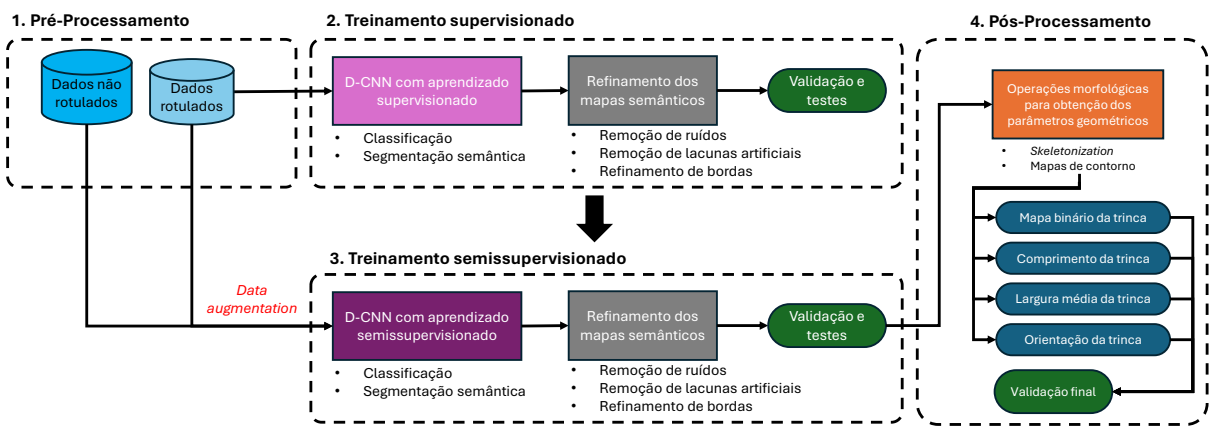 1. Pré-Processamento
Dados não
rotulados
Dados
rotulados
2. Treinamento supervisionado
D-CNN com aprendizado
supervisionado
• Classificação
• Segmentação semântica
Refinamento dos
mapas semânticos
• Remoção de ruídos
• Remoção de lacunas artificiais
• Refinamento de bordas
Validação e
testes
Data
augmentation
3. Treinamento semissupervisionado
D-CNN com aprendizado
semissupervisionado
• Classificação
• Segmentação semântica
Refinamento dos
mapas semânticos
• Remoção de ruídos
• Remoção de lacunas artificiais
• Refinamento de bordas
Validação e
testes
4. Pós-Processamento
Operações morfológicas
para obtenção dos
parâmetros geométricos
• Skeletonization
• Mapas de contorno
Mapa binário da trinca
Comprimento da trinca
Largura média da trinca
Orientação da trinca
Validação final